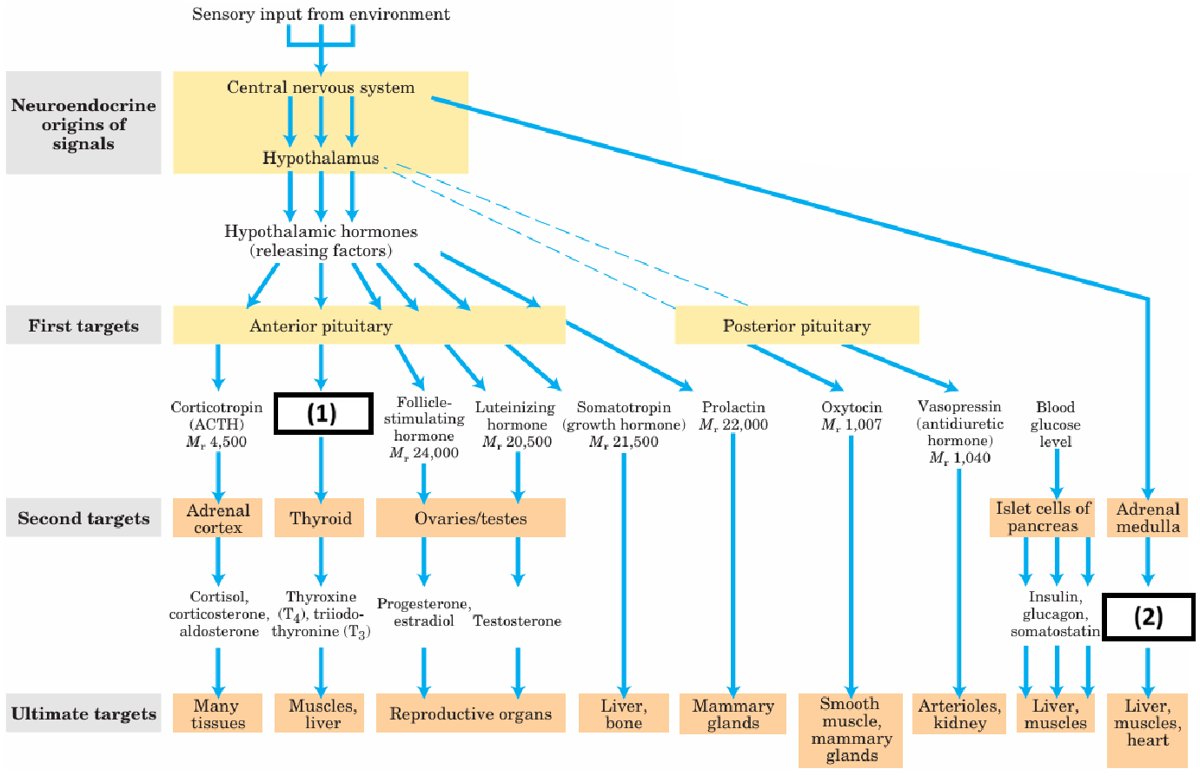 Sensory input from environment
Neuroendocrine
origins of
signals
Central nervous system
Hypothalamus
Hypothalamic hormones
(releasing factors)
First targets
Anterior pituitary
Posterior pituitary
Corticotropin
(ACTH)
Mr 4,500
(1)
Follicle-
stimulating
hormone
Mr 24,000
Luteinizing
hormone
Mr 20,500
Somatotropin
(growth hormone)
Mr 21,500
Prolactin
Mr 22,000
Oxytocin
Mr 1,007
Vasopressin
(antidiuretic
hormone)
Mr 1,040
Blood
glucose
level
Second targets
Adrenal
cortex
Thyroid
Ovaries/testes
Islet cells of
pancreas
Adrenal
medulla
Cortisol,
corticosterone,
aldosterone
Thyroxine
(T4), triiodo-
thyronine (T3)
Progesterone,
estradiol
Testosterone
Insulin,
glucagon,
somatostatin
(2)
Ultimate targets
Many
tissues
Muscles,
liver
Reproductive organs
Liver,
bone
Mammary
glands
Smooth
muscle,
mammary
glands
Arterioles,
kidney
Liver,
muscles
Liver,
muscles,
heart